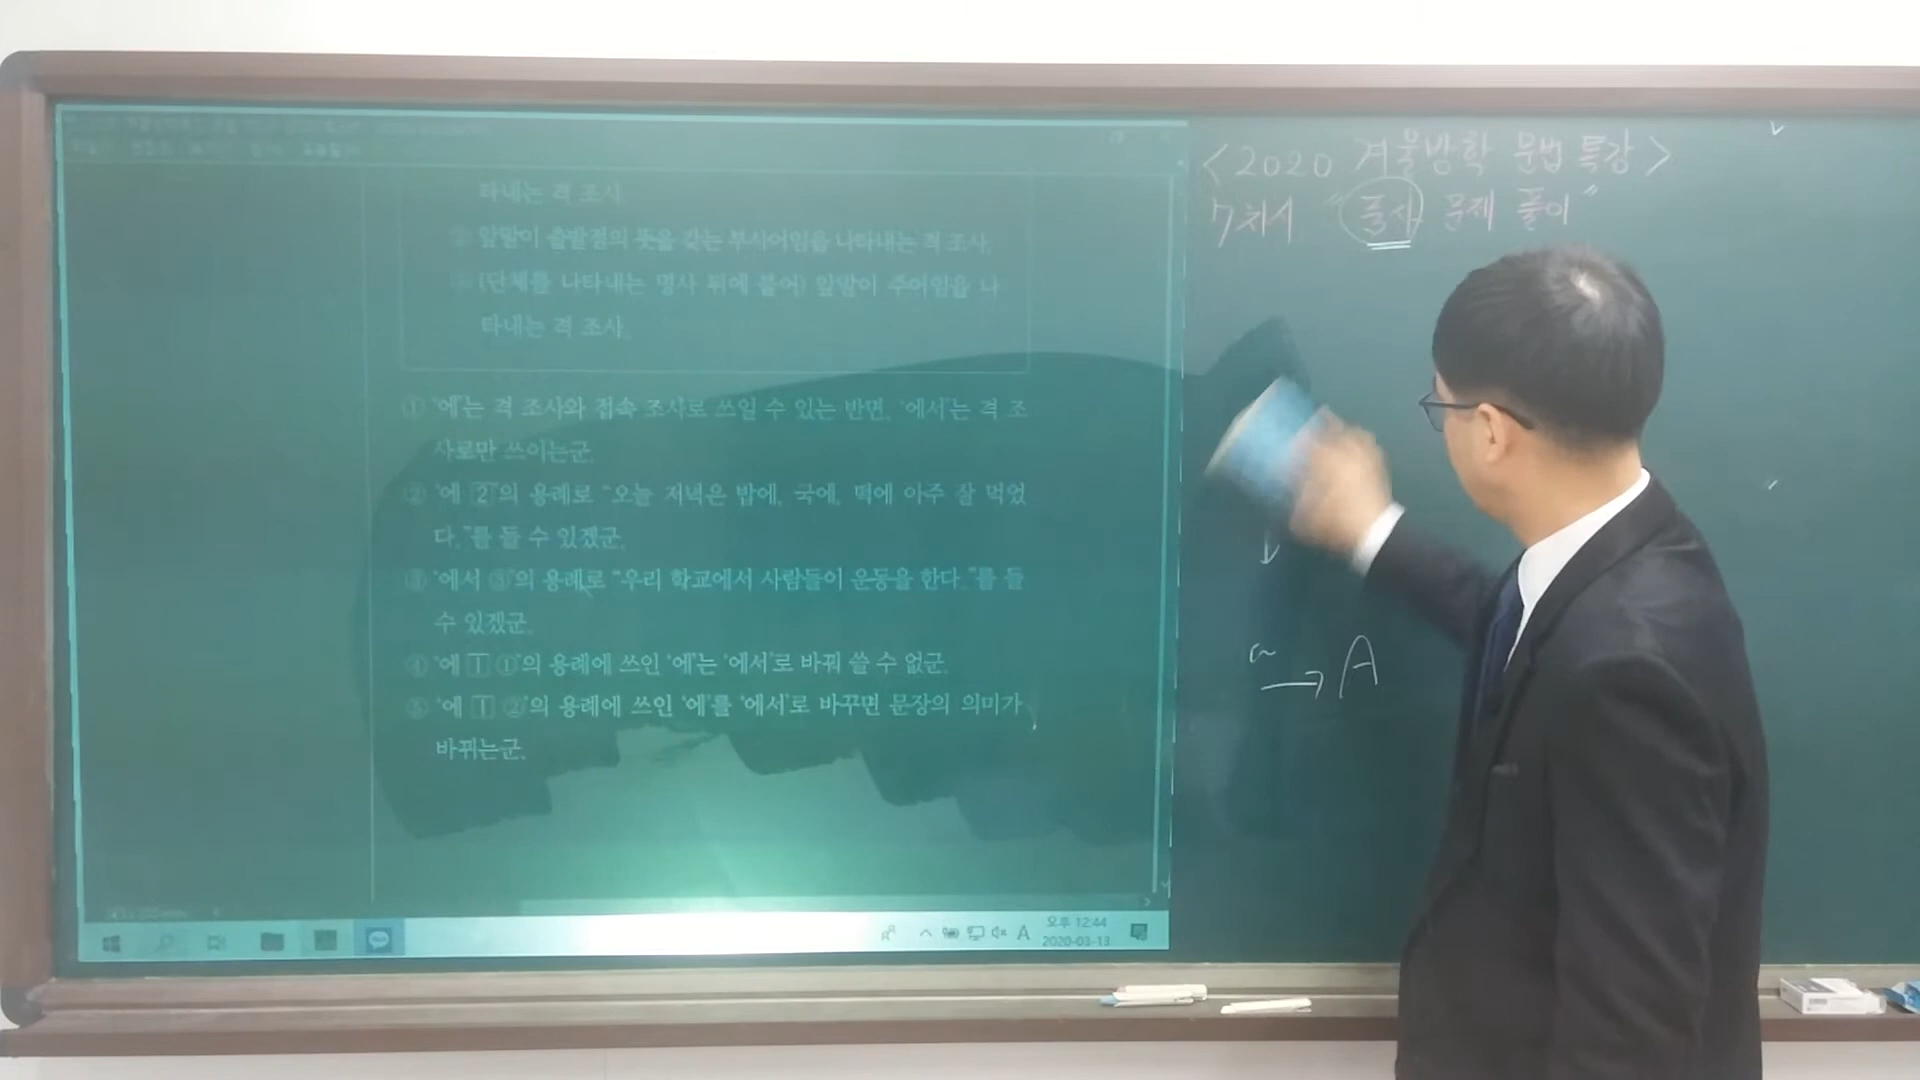 타내는 격 조사.
② 앞말이 출발점의 뜻을 갖는 부사어임을 나타내는 격 조사.
③ (단체를 나타내는 명사 뒤에 붙어) 앞말이 주어임을 나
타내는 격 조사.
① ‘에’는 격 조사와 접속 조사로 쓰일 수 있는 반면, ‘에서’는 격 조
사로만 쓰이는군.
② ‘에 2’의 용례로 “오늘 저녁은 밥에, 국에, 떡에 아주 잘 먹었
다.”를 들 수 있겠군.
③ ‘에서 ③’의 용례로 “우리 학교에서 사람들이 운동을 한다.”를 들
수 있겠군.
④ ‘에 1 ①’의 용례에 쓰인 ‘에’는 ‘에서’로 바꿔 쓸 수 없군.
⑤ ‘에 1 ②’의 용례에 쓰인 ‘에’를 ‘에서’로 바꾸면 문장의 의미가
바뀌는군.
A
오후 12:44
2020-03-13
<2020 겨울방학 문법 특강>
7차시 “품사 문제 풀이”
→ A